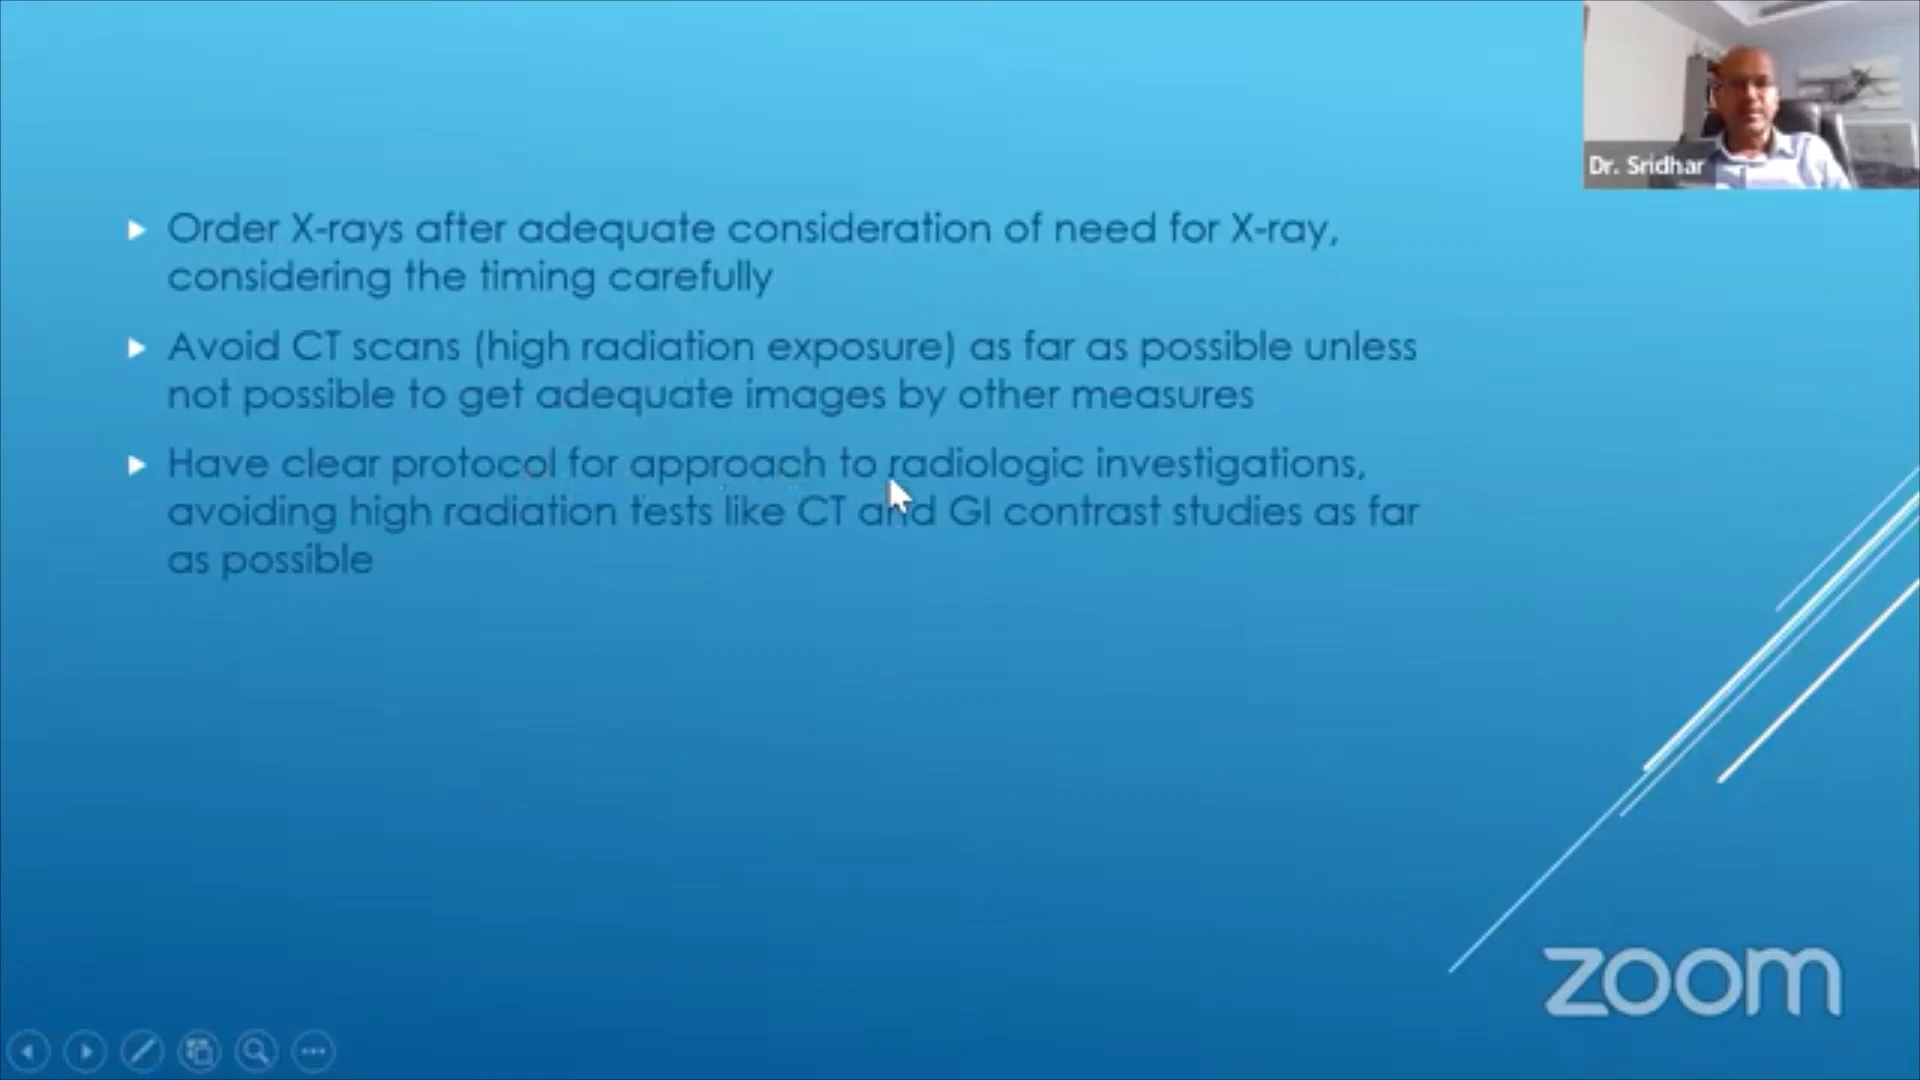 Dr. Sridhar
Order X-rays after adequate consideration of need for X-ray,
considering the timing carefully
Avoid CT scans (high radiation exposure) as far as possible unless
not possible to get adequate images by other measures
Have clear protocol for approach to radiologic investigations,
avoiding high radiation tests like CT and GI contrast studies as far
as possible
zoom